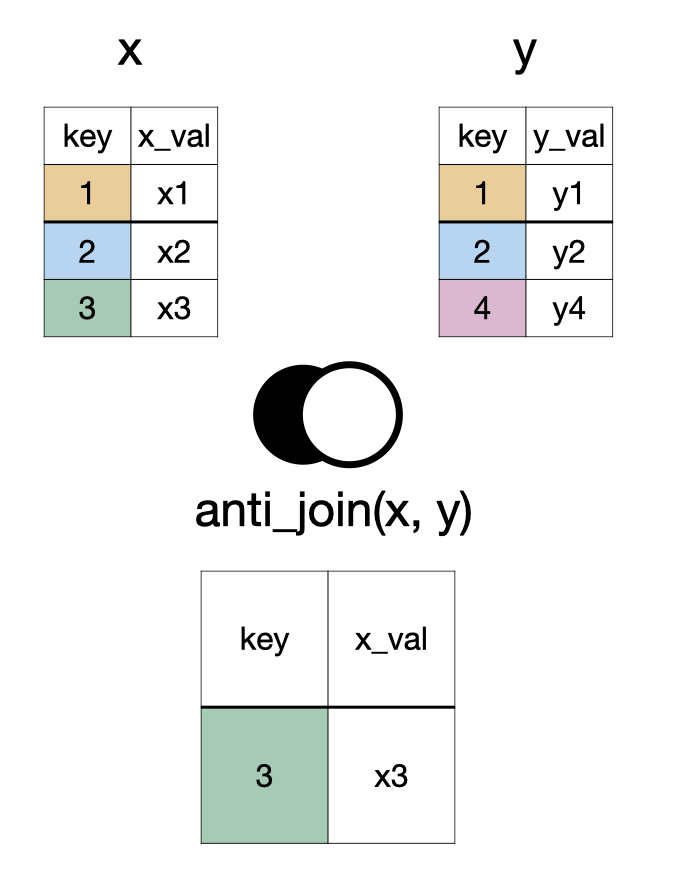 x
y
key x_val
1 x1
2 x2
3 x3
key y_val
1 y1
2 y2
4 y4
anti_join(x, y)
key x_val
3 x3